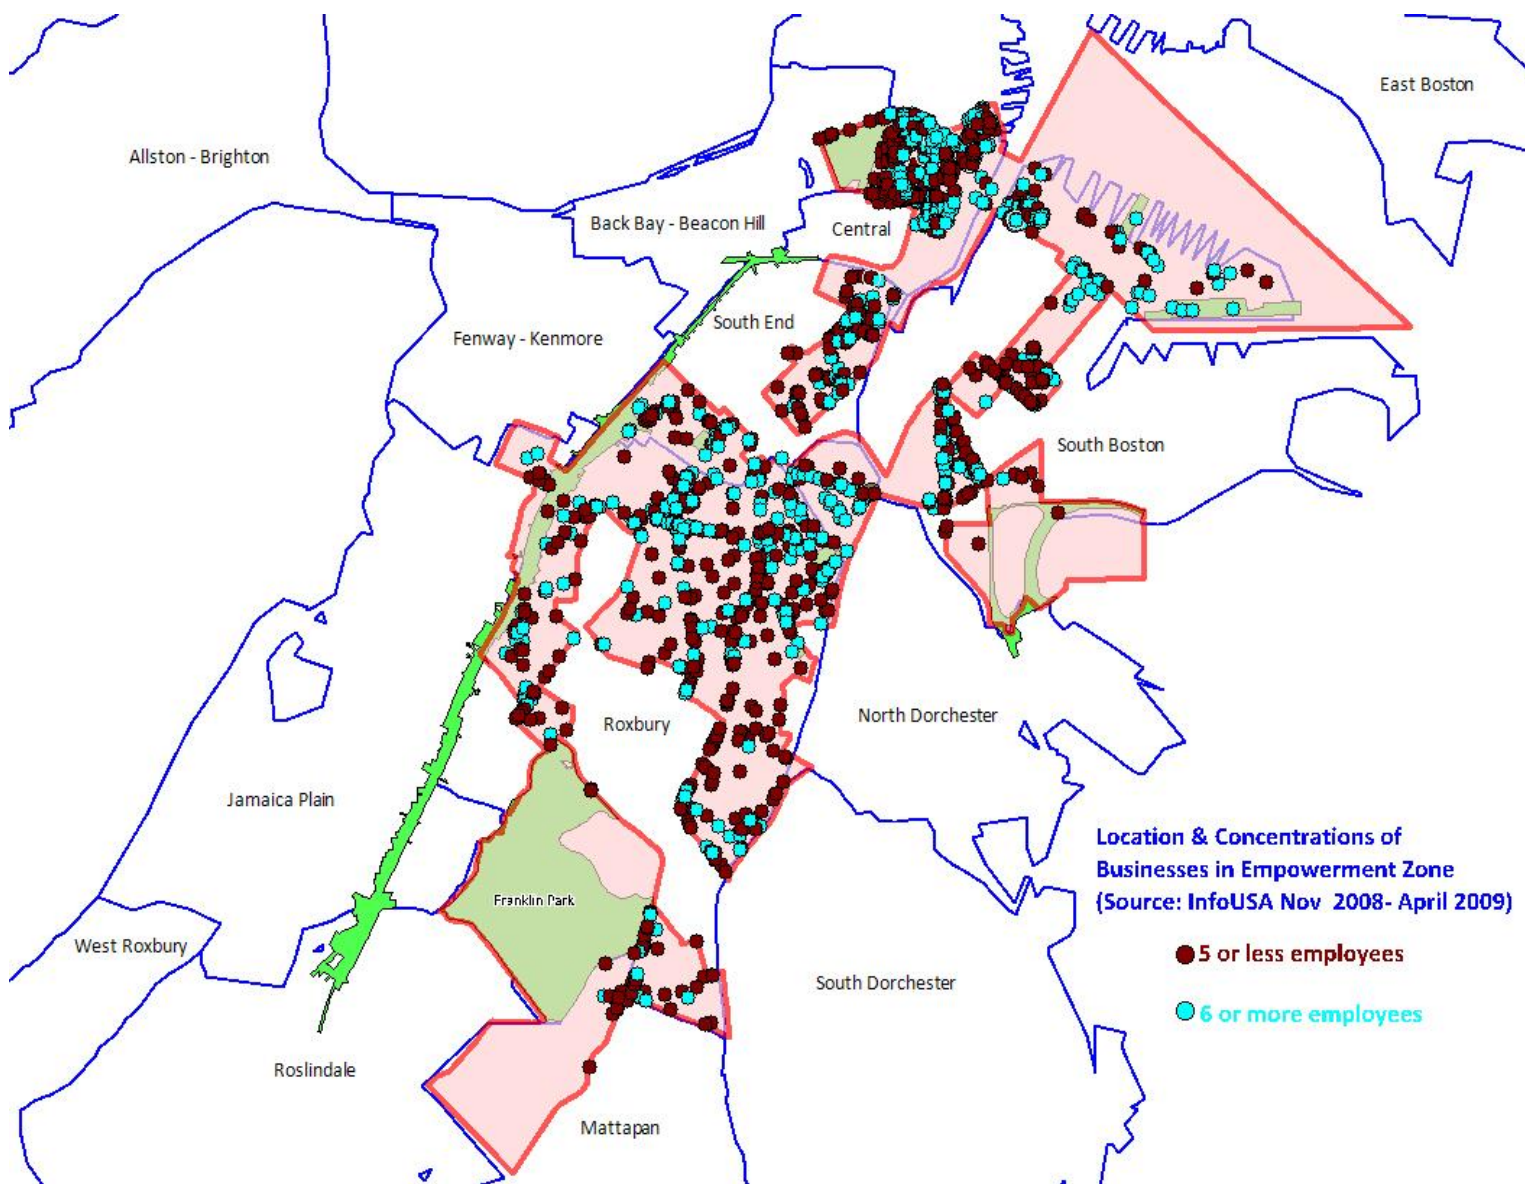 East Boston
Allston - Brighton
Back Bay - Beacon Hill
Central
South End
Fenway - Kenmore
South Boston
Roxbury
North Dorchester
Jamaica Plain
Location & Concentrations of
Businesses in Empowerment Zone
(Source: InfoUSA Nov 2008- April 2009)
Franklin Park
West Roxbury
5 or less employees
South Dorchester
6 or more employees
Roslindale
Mattapan